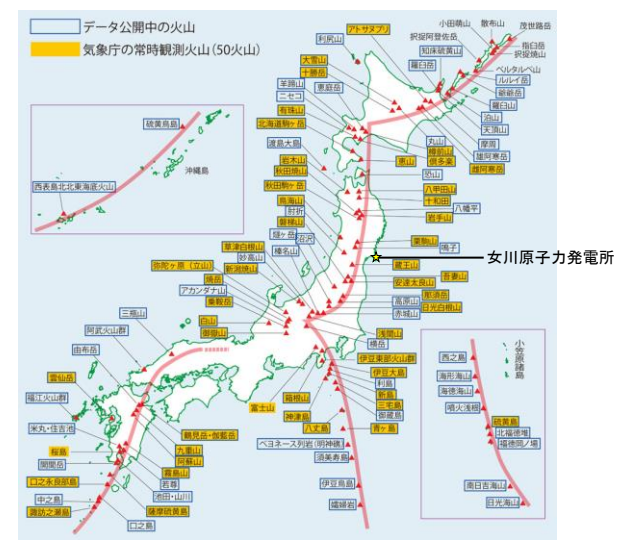 データ公開中の火山
気象庁の常時観測火山(50火山)
アトサヌプリ
利尻山
大雪山
十勝岳
羊蹄山
恵庭岳
ニセコ
有珠山
北海道駒ヶ岳
渡島大島
岩木山
秋田焼山
秋田駒ヶ岳
鳥海山
肘折
磐梯山
燧ヶ岳
沼沢
草津白根山
妙高山
榛名山
弥陀ヶ原(立山)
新潟焼山
焼岳
アカンダナ山
乗鞍岳
白山
御嶽山
三瓶山
阿武火山群
由布岳
雲仙岳
福江火山群
米丸・住吉池
桜島
開聞岳
口之永良部島
中之島
諏訪之瀬島
口之島
薩摩硫黄島
池田・山川
若尊
霧島山
阿蘇山
九重山
鶴見岳・伽藍岳
小田萌山
散布山
茂世路岳
択捉阿登佐岳
指臼岳
択捉焼山
知床硫黄山
羅臼岳
ベルタルベ山
ルルイ岳
爺爺岳
羅臼山
泊山
天頂山
摩周
雄阿寒岳
雌阿寒岳
丸山
樽前山
倶多楽
恵山
恐山
八甲田山
十和田
八幡平
岩手山
栗駒山
鳴子
女川原子力発電所
蔵王山
吾妻山
安達太良山
那須岳
高原山
日光白根山
赤城山
浅間山
横岳
伊豆東部火山群
伊豆大島
利島
新島
三宅島
御蔵島
富士山
箱根山
神津島
八丈島
青ヶ島
ベヨネース列岩(明神礁)
須美寿島
伊豆鳥島
孀婦岩
硫黄鳥島
沖縄島
西表島北北東海底火山
小笠原諸島
西之島
海形海山
海徳海山
噴火浅根
硫黄島
北福徳堆
福徳岡ノ場
南日吉海山
日光海山